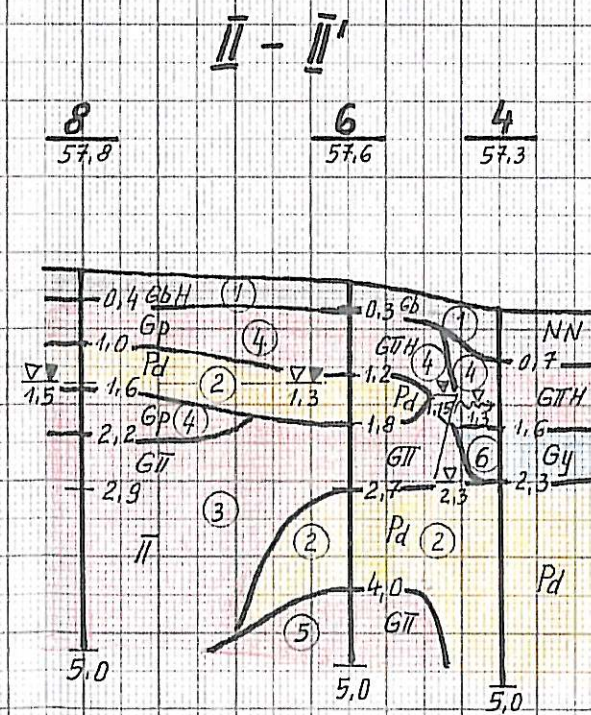 II - II'
8 6 4
57,8 57,6 57,3
0,4 GbH 1 0,3 Gb 1 NN
Gp 4 GπH 4 4 0,7
1,0 Pd 2 1,3 1,2 GπH
1,5 1,6 Pd 1,15 1,3
Gp 4 1,8 1,6
2,2 Gπ 6 Gy
Gπ 2,7 2,3 2,3
2,9 3
π 2 Pd 2 Pd
4,0
5 Gπ
5,0 5,0 5,0